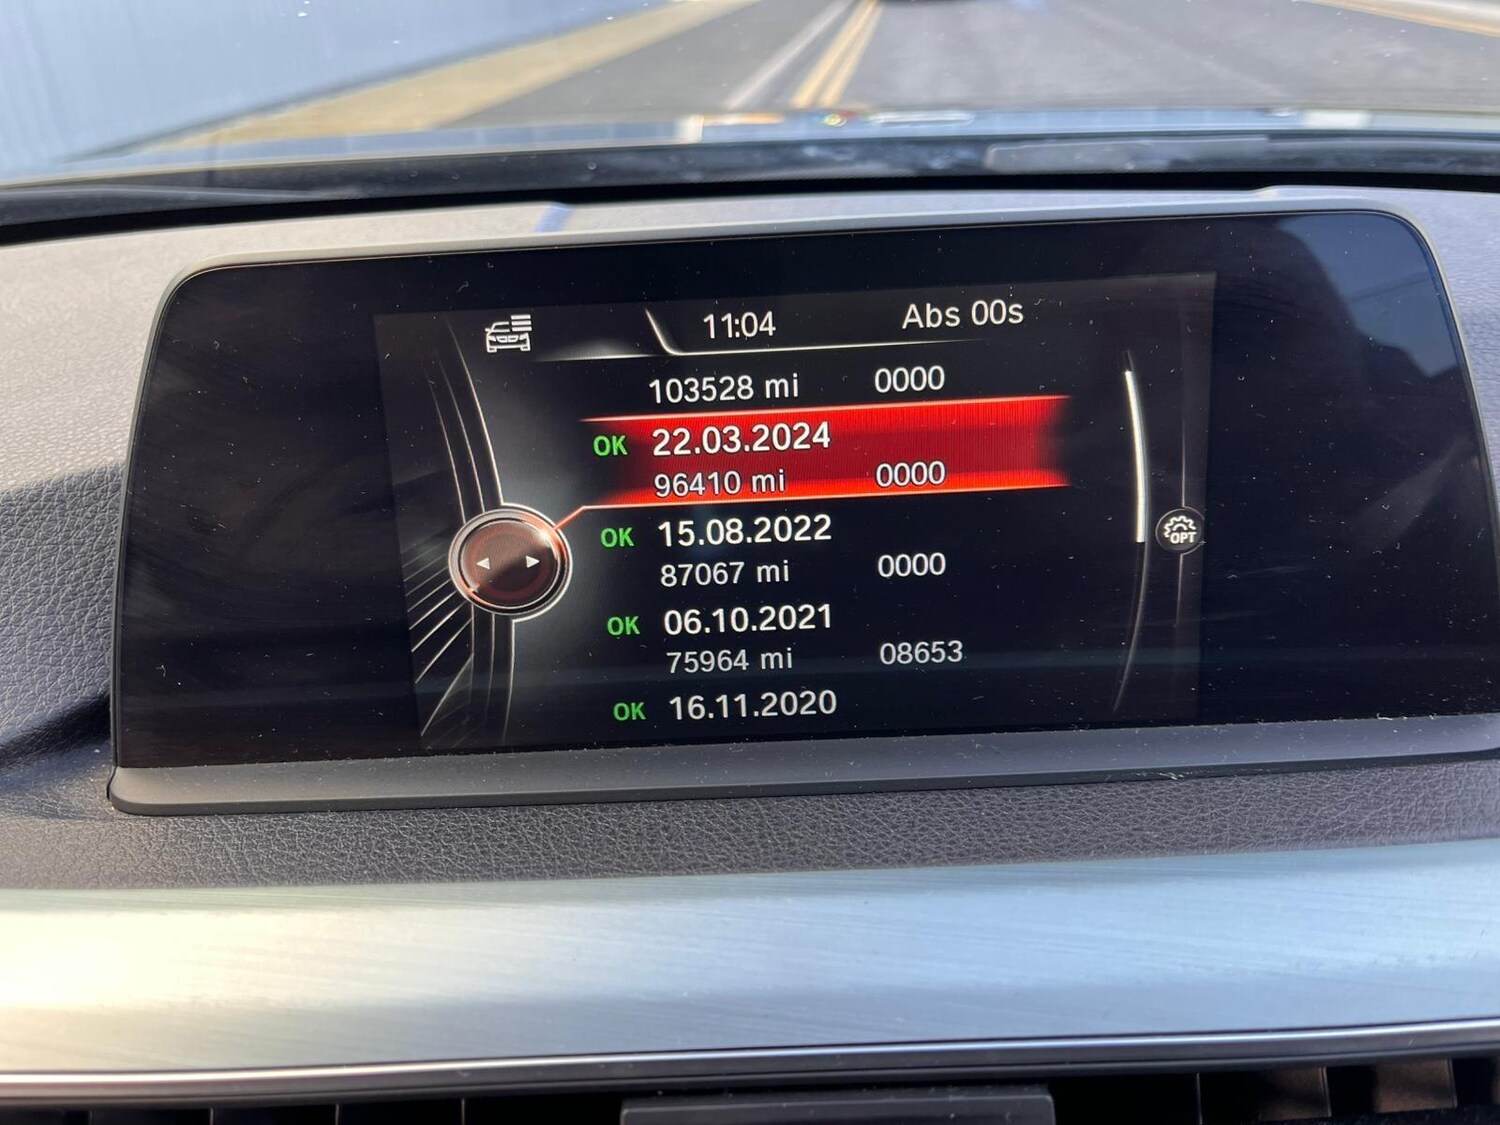 11:04 Abs 00s
103528 mi 0000
OK 22.03.2024
96410 mi 0000
OK 15.08.2022
87067 mi 0000
OK 06.10.2021
75964 mi 08653
OK 16.11.2020
OPT